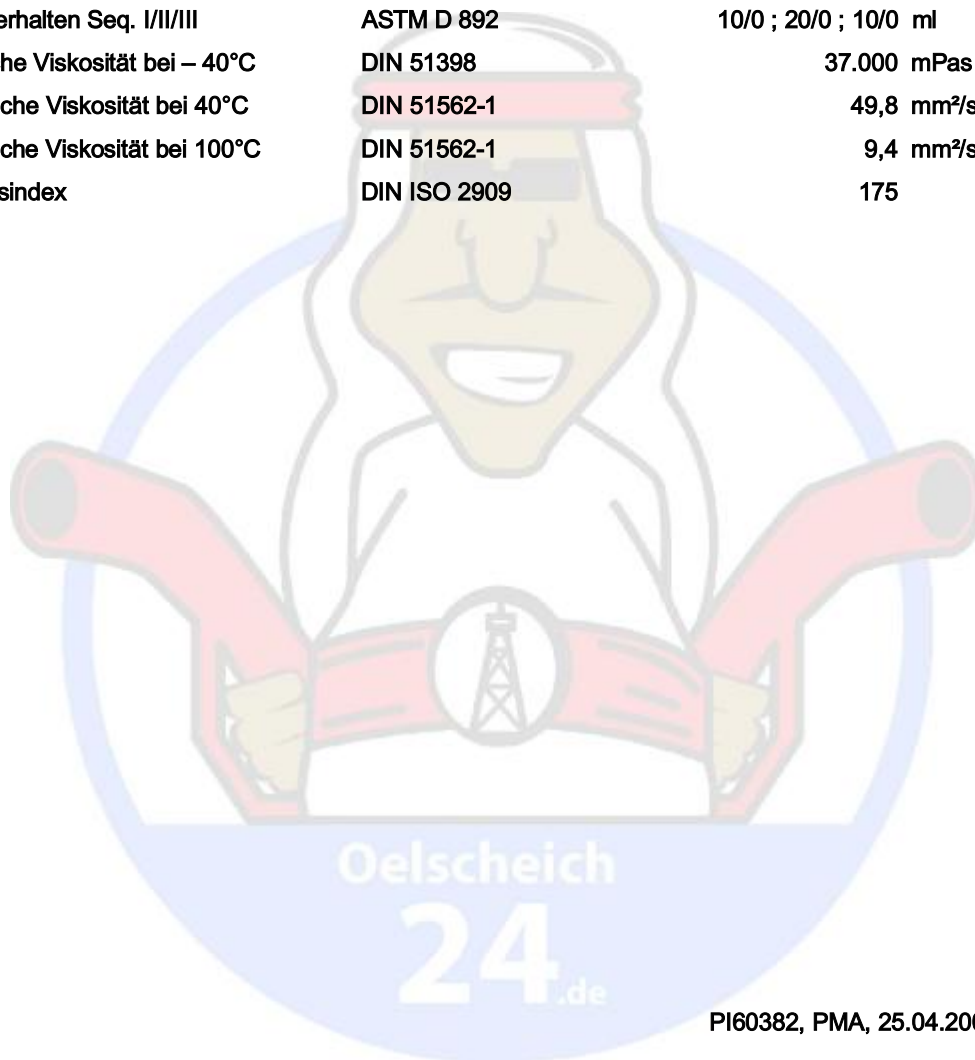 erhalten Seq. I/II/III ASTM D 892 10/0 ; 20/0 ; 10/0 ml
che Viskosität bei – 40°C DIN 51398 37.000 mPas
che Viskosität bei 40°C DIN 51562-1 49,8 mm²/s
che Viskosität bei 100°C DIN 51562-1 9,4 mm²/s
sindex DIN ISO 2909 175
Oelscheich
24.de
PI60382, PMA, 25.04.200